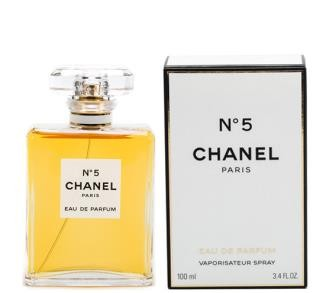 N°5
CHANEL
PARIS
EAU DE PARFUM
N°5
CHANEL
PARIS
EAU DE PARFUM
VAPORISATEUR SPRAY
100 ml 3.4 FL. OZ.